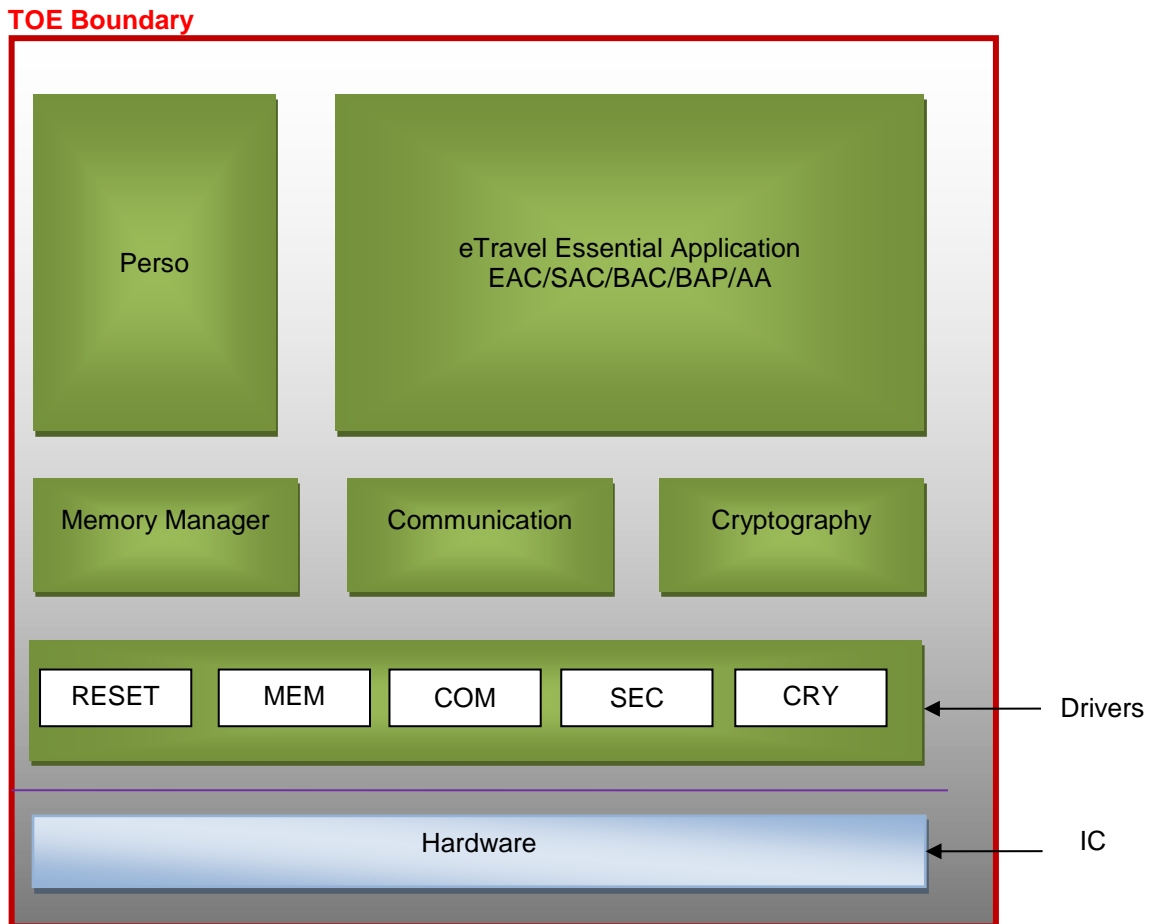 TOE Boundary
Perso
eTravel Essential Application
EAC/SAC/BAC/BAP/AA
Memory Manager
Communication
Cryptography
RESET
MEM
COM
SEC
CRY
Drivers
Hardware
IC